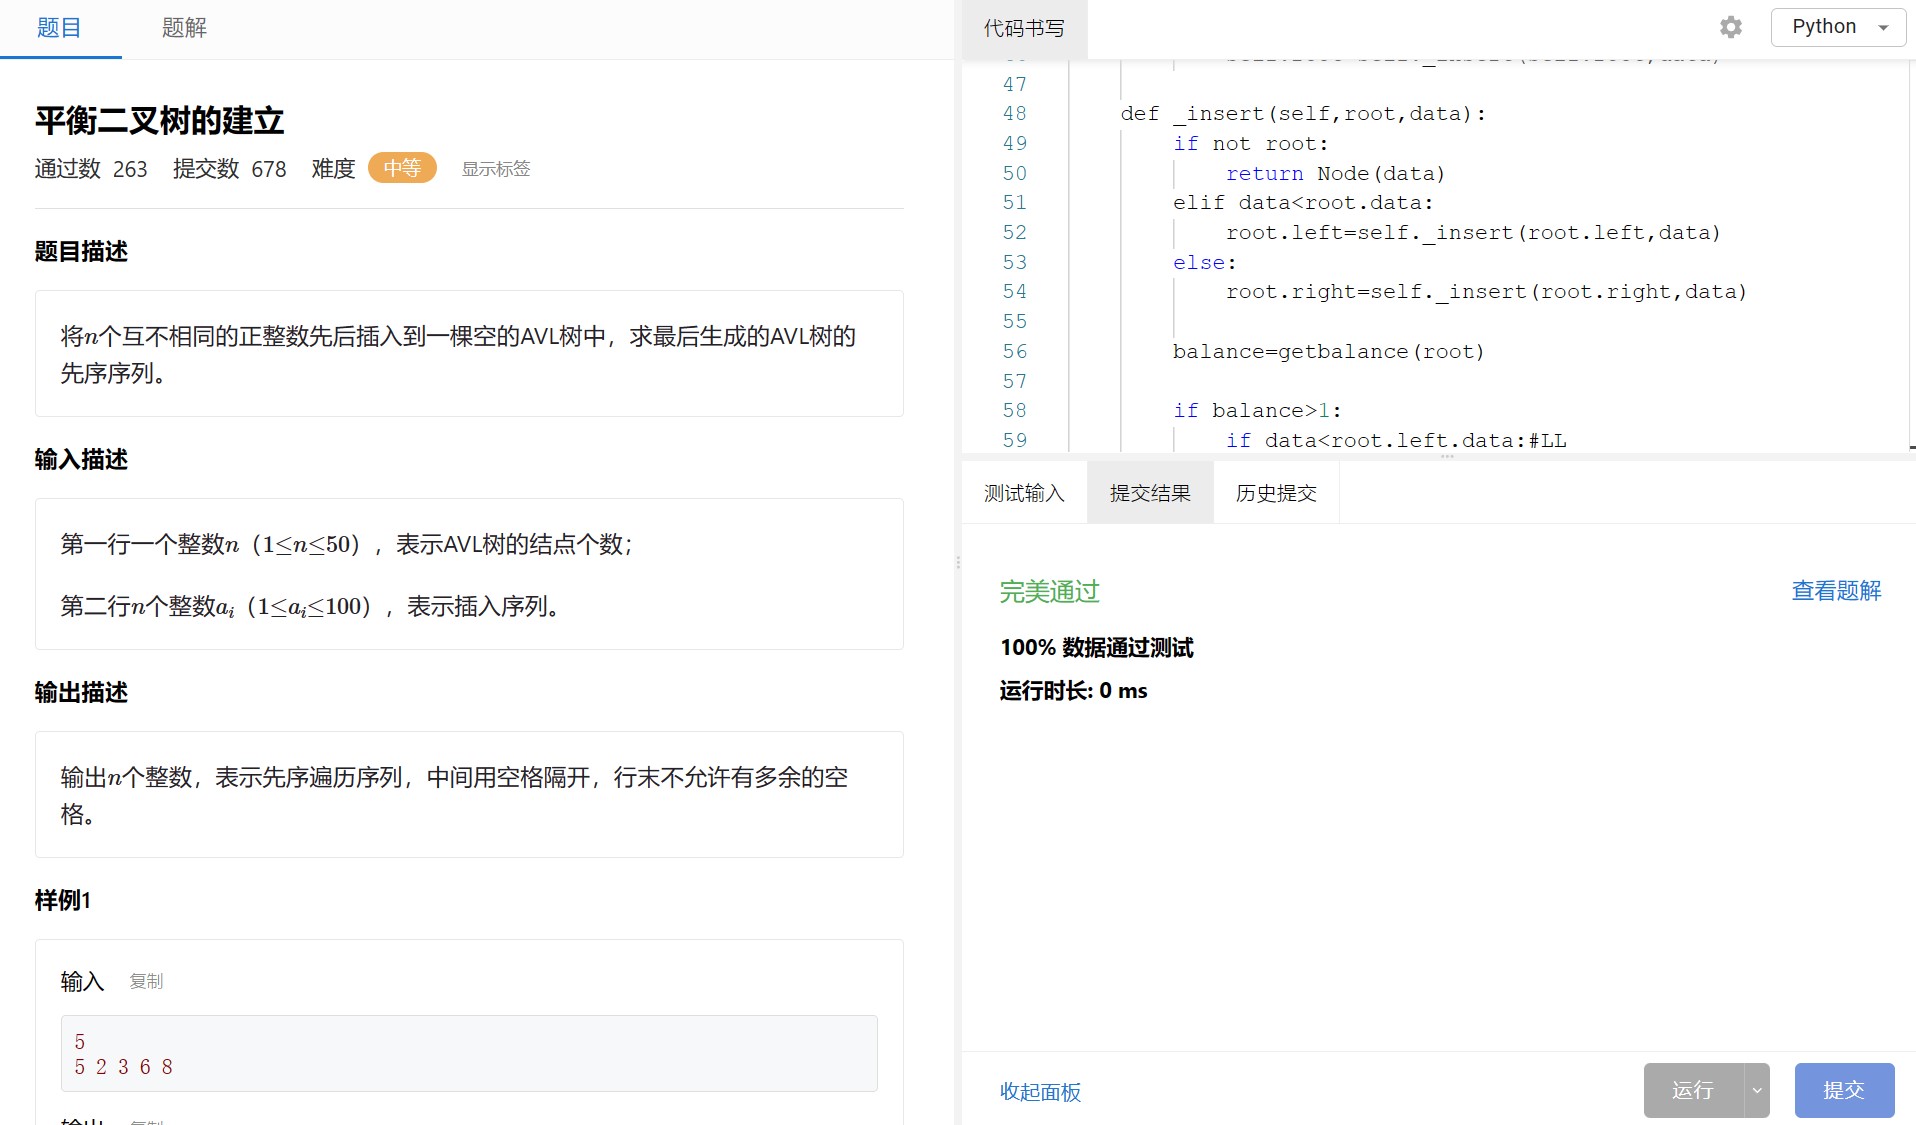 题目 题解
平衡二叉树的建立
通过数 263 提交数 678 难度 中等 显示标签
题目描述
将n个互不相同的正整数先后插入到一棵空的AVL树中，求最后生成的AVL树的
先序序列。
输入描述
第一行一个整数n（1≤n≤50），表示AVL树的结点个数；
第二行n个整数aᵢ（1≤aᵢ≤100），表示插入序列。
输出描述
输出n个整数，表示先序遍历序列，中间用空格隔开，行末不允许有多余的空
格。
样例1
输入 复制
5
5 2 3 6 8
代码书写 Python
47
48 def _insert(self,root,data):
49 if not root:
50 return Node(data)
51 elif data<root.data:
52 root.left=self._insert(root.left,data)
53 else:
54 root.right=self._insert(root.right,data)
55
56 balance=getbalance(root)
57
58 if balance>1:
59 if data<root.left.data:#LL
测试输入 提交结果 历史提交
完美通过 查看题解
100% 数据通过测试
运行时长: 0 ms
收起面板 运行 提交